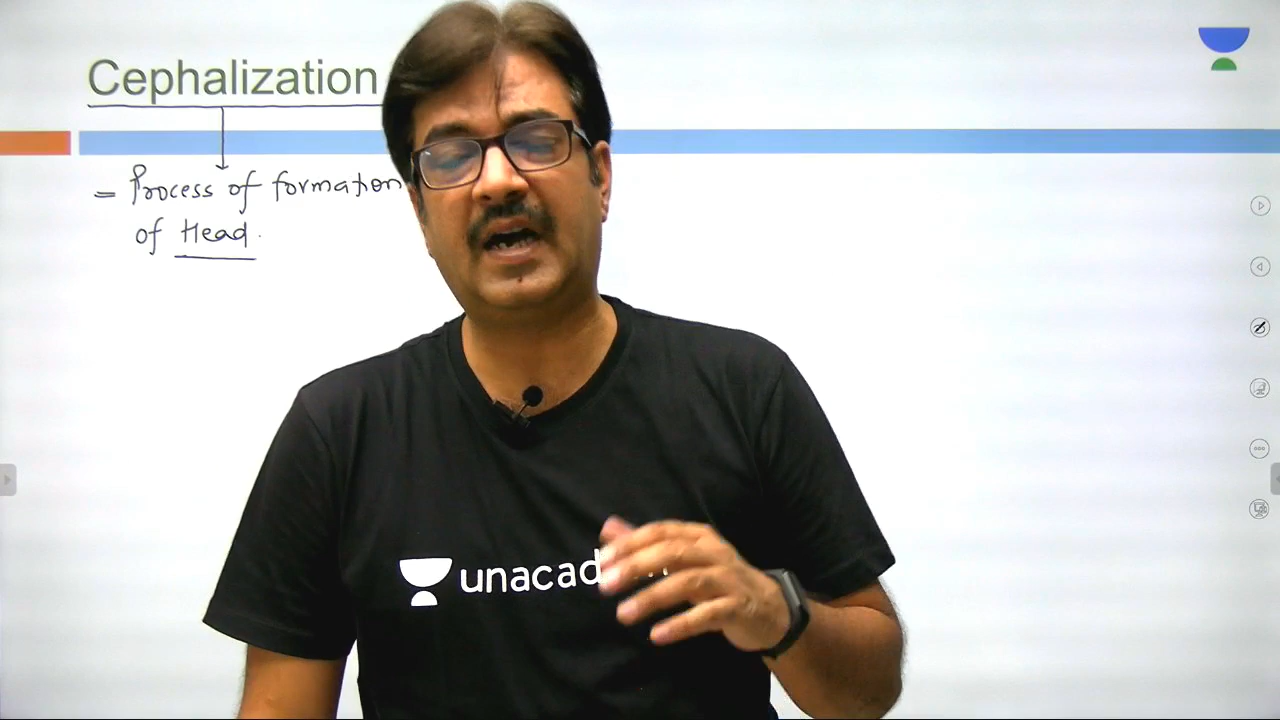 Cephalization
= Process of formation
of Head.
unacad